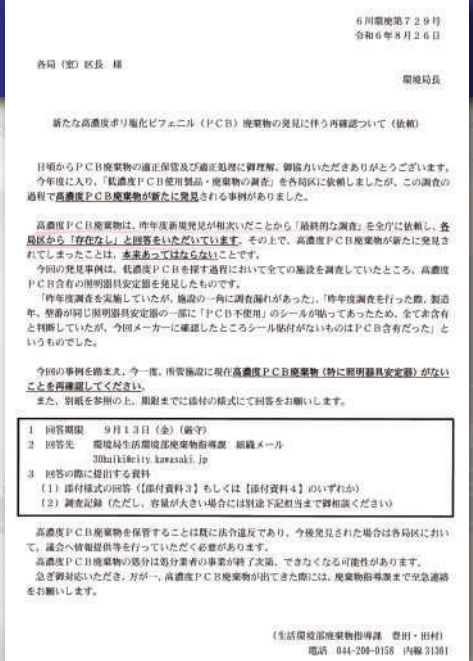 6川環廃第729号
令和6年8月26日
各局（室）区長　様
環境局長
新たな高濃度ポリ塩化ビフェニル（PCB）廃棄物の発見に伴う再確認ついて（依頼）
日頃からPCB廃棄物の適正保管及び適正処理に御理解、御協力いただきありがとうございます。
今年度に入り、「低濃度PCB使用製品・廃棄物の調査」を各局区に依頼しましたが、この調査の
過程で高濃度PCB廃棄物が新たに発見される事例がありました。
高濃度PCB廃棄物は、昨年度新規発見が相次いだことから「最終的な調査」を全庁に依頼し、各
局区から「存在なし」と回答をいただいています。その上で、高濃度PCB廃棄物が新たに発見さ
れてしまったことは、本来あってはならないことです。
今回の発見事例は、低濃度PCBを探す過程において全ての施設を調査していたところ、高濃度
PCB含有の照明器具安定器を発見したものです。
「昨年度調査を実施していたが、施設の一角に調査漏れがあった」、「昨年度調査を行った際、製造
年、型番が同じ照明器具安定器の一部に「PCB不使用」のシールが貼ってあったため、全て非含有
と判断していたが、今回メーカーに確認したところシール貼付がないものはPCB含有だった」と
いうものでした。
今回の事例を踏まえ、今一度、所管施設に現在高濃度PCB廃棄物（特に照明器具安定器）がない
ことを再確認してください。
また、別紙を参照の上、期限までに添付の様式にて回答をお願いします。
1　回答期限　9月13日（金）（厳守）
2　回答先　環境局生活環境部廃棄物指導課　組織メール
30haiki@city.kawasaki.jp
3　回答の際に提出する資料
（1）添付様式の回答（【添付資料3】もしくは【添付資料4】のいずれか）
（2）調査記録（ただし、容量が大きい場合には別途下記担当まで御相談ください）
高濃度PCB廃棄物を保管することは既に法令違反であり、今後発見された場合は各局区におい
て、議会へ情報提供等を行っていただく必要があります。
高濃度PCB廃棄物の処分は処分業者の事業が終了次第、できなくなる可能性があります。
急ぎ御対応いただき、万が一、高濃度PCB廃棄物が出てきた際には、廃棄物指導課まで至急連絡
をお願いします。
（生活環境部廃棄物指導課　豊田・田村）
電話　044-200-0158　内線31361